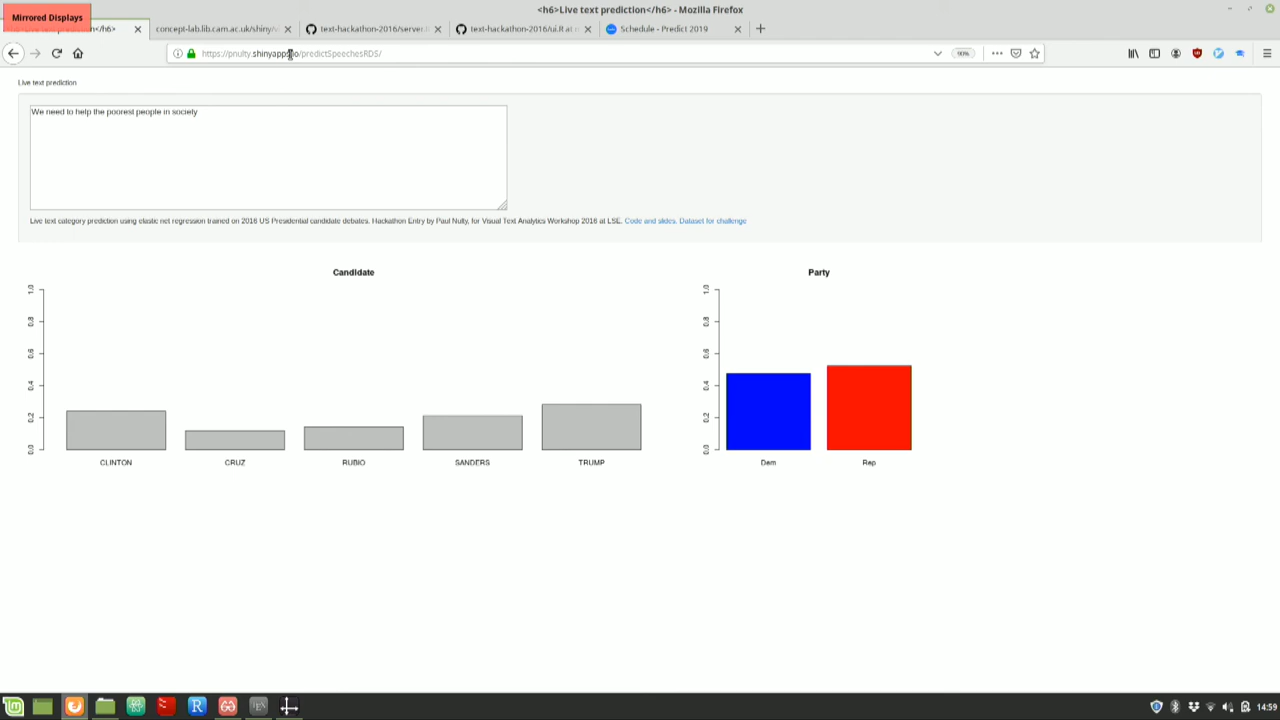 <h6>Live text prediction</h6> - Mozilla Firefox
Mirrored Displays
n</h6>
concept-lab.lib.cam.ac.uk/shiny/
text-hackathon-2016/server.
text-hackathon-2016/ui.R at m
Schedule - Predict 2019
https://pnulty.shinyapps.io/predictSpeechesRDS/
90%
Live text prediction
We need to help the poorest people in society
Live text category prediction using elastic net regression trained on 2016 US Presidential candidate debates. Hackathon Entry by Paul Nulty, for Visual Text Analytics Workshop 2016 at LSE. Code and slides. Dataset for challenge
Candidate
1.0
0.8
0.6
0.4
0.2
0.0
CLINTON
CRUZ
RUBIO
SANDERS
TRUMP
Party
1.0
0.8
0.6
0.4
0.2
0.0
Dem
Rep
14:59